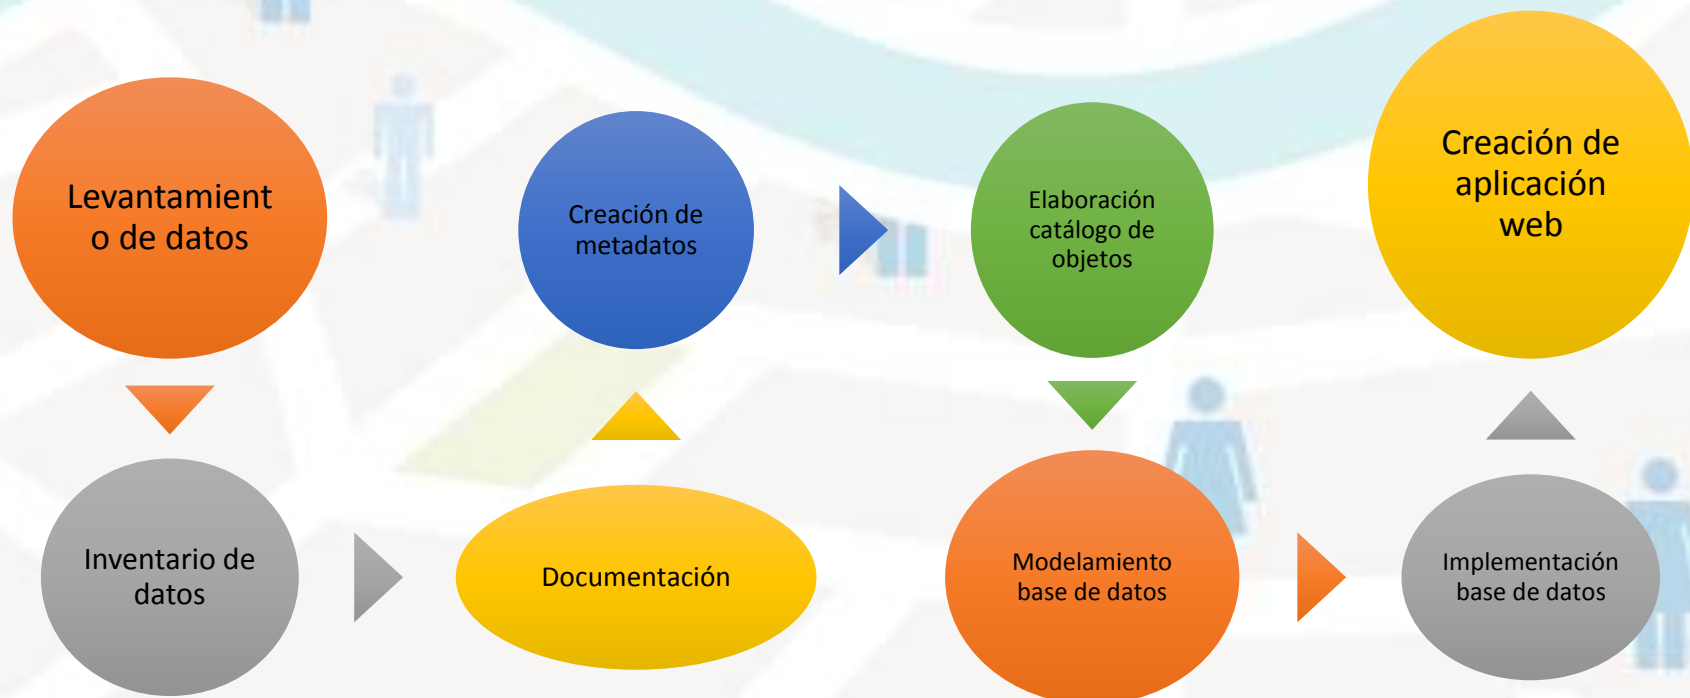 Levantamient
o de datos
Inventario de
datos
Documentación
Creación de
metadatos
Elaboración
catálogo de
objetos
Modelamiento
base de datos
Implementación
base de datos
Creación de
aplicación
web